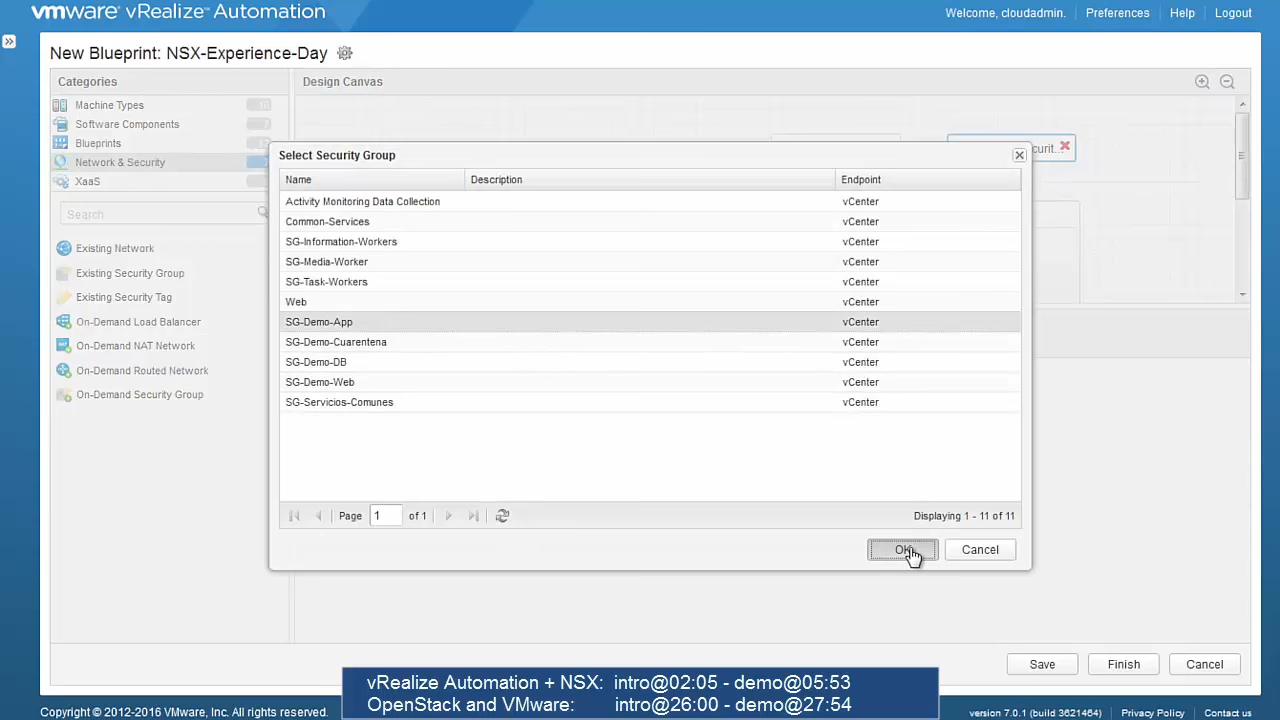 vmware® vRealize™ Automation
Welcome, cloudadmin. Preferences Help Logout
New Blueprint: NSX-Experience-Day
Categories
Design Canvas
Machine Types
Software Components
Blueprints
Network & Security
XaaS
Search
Existing Network
Existing Security Group
Existing Security Tag
On-Demand Load Balancer
On-Demand NAT Network
On-Demand Routed Network
On-Demand Security Group
Select Security Group
Name Description Endpoint
Activity Monitoring Data Collection vCenter
Common-Services vCenter
SG-Information-Workers vCenter
SG-Media-Worker vCenter
SG-Task-Workers vCenter
Web vCenter
SG-Demo-App vCenter
SG-Demo-Cuarentena vCenter
SG-Demo-DB vCenter
SG-Demo-Web vCenter
SG-Servicios-Comunes vCenter
Page 1 of 1
Displaying 1 - 11 of 11
OK Cancel
Save Finish Cancel
vRealize Automation + NSX: intro@02:05 - demo@05:53
OpenStack and VMware: intro@26:00 - demo@27:54
Copyright © 2012-2016 VMware, Inc. All rights reserved.
version 7.0.1 (build 3621464) Privacy Policy Contact us